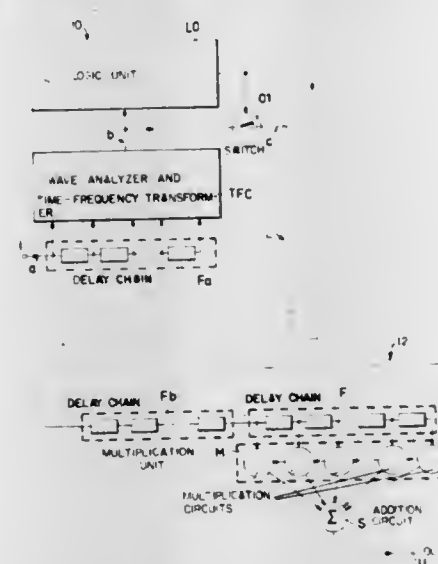 10 LO
LOGIC UNIT
01
b
SWITCH C
WAVE ANALYZER AND
TIME-FREQUENCY TRANSFORM-
ER
TFC
a
DELAY CHAIN Fa
12
DELAY CHAIN Fb DELAY CHAIN F
MULTIPLICATION
UNIT
M
MULTIPLICATION
CIRCUITS
Σ S
ADDITION
CIRCUIT